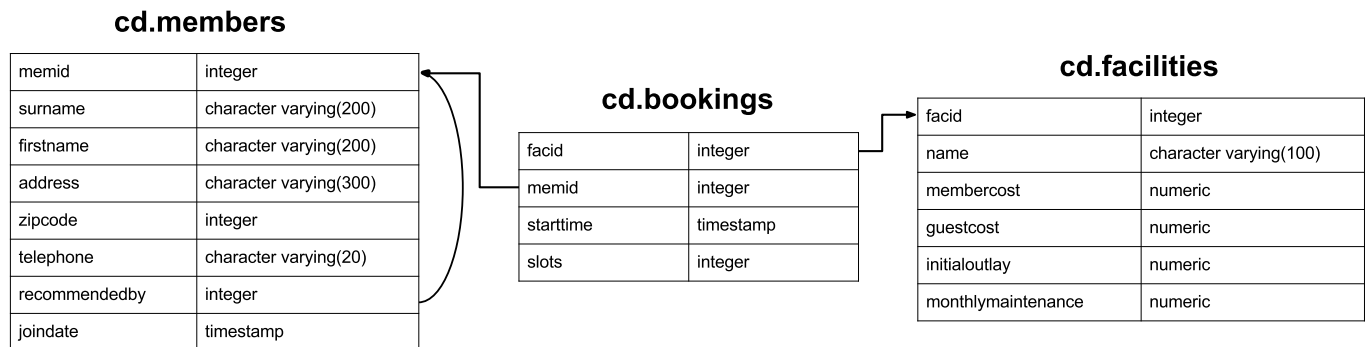 cd.members
memid integer
surname character varying(200)
firstname character varying(200)
address character varying(300)
zipcode integer
telephone character varying(20)
recommendedby integer
joindate timestamp
cd.bookings
facid integer
memid integer
starttime timestamp
slots integer
cd.facilities
facid integer
name character varying(100)
membercost numeric
guestcost numeric
initialoutlay numeric
monthlymaintenance numeric